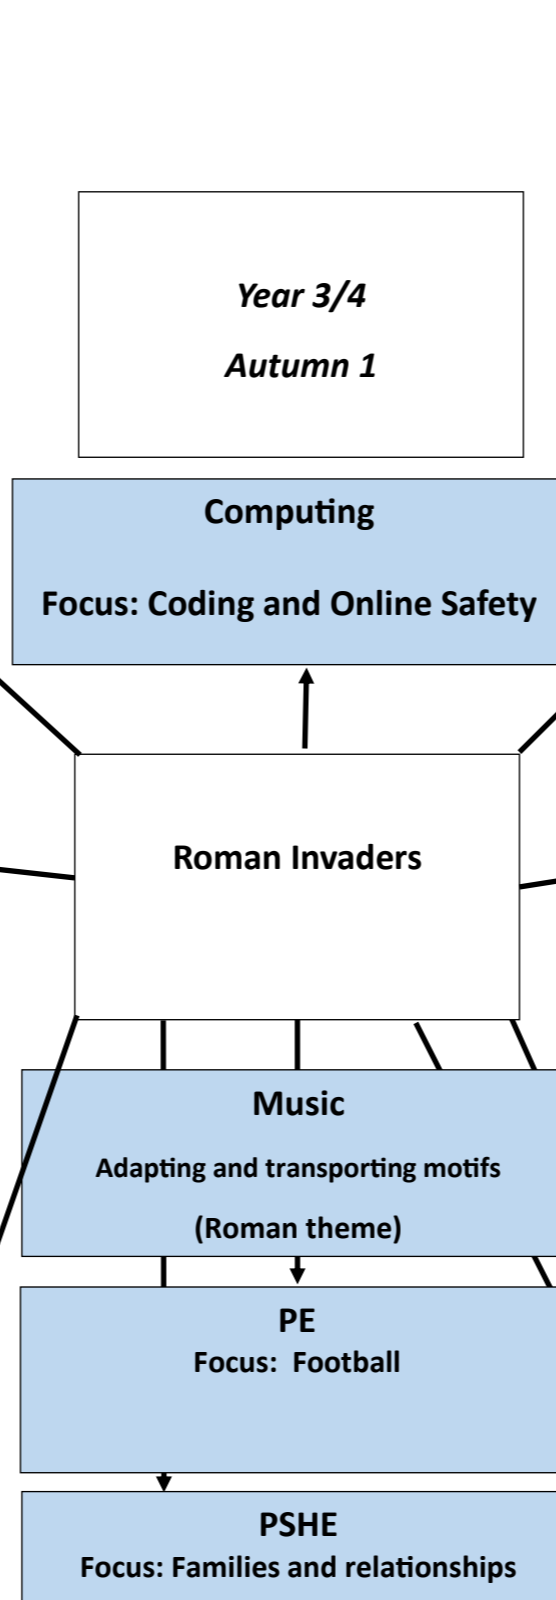 Year 3/4
Autumn 1
Computing
Focus: Coding and Online Safety
Roman Invaders
Music
Adapting and transporting motifs
(Roman theme)
PE
Focus:  Football
PSHE
Focus: Families and relationships